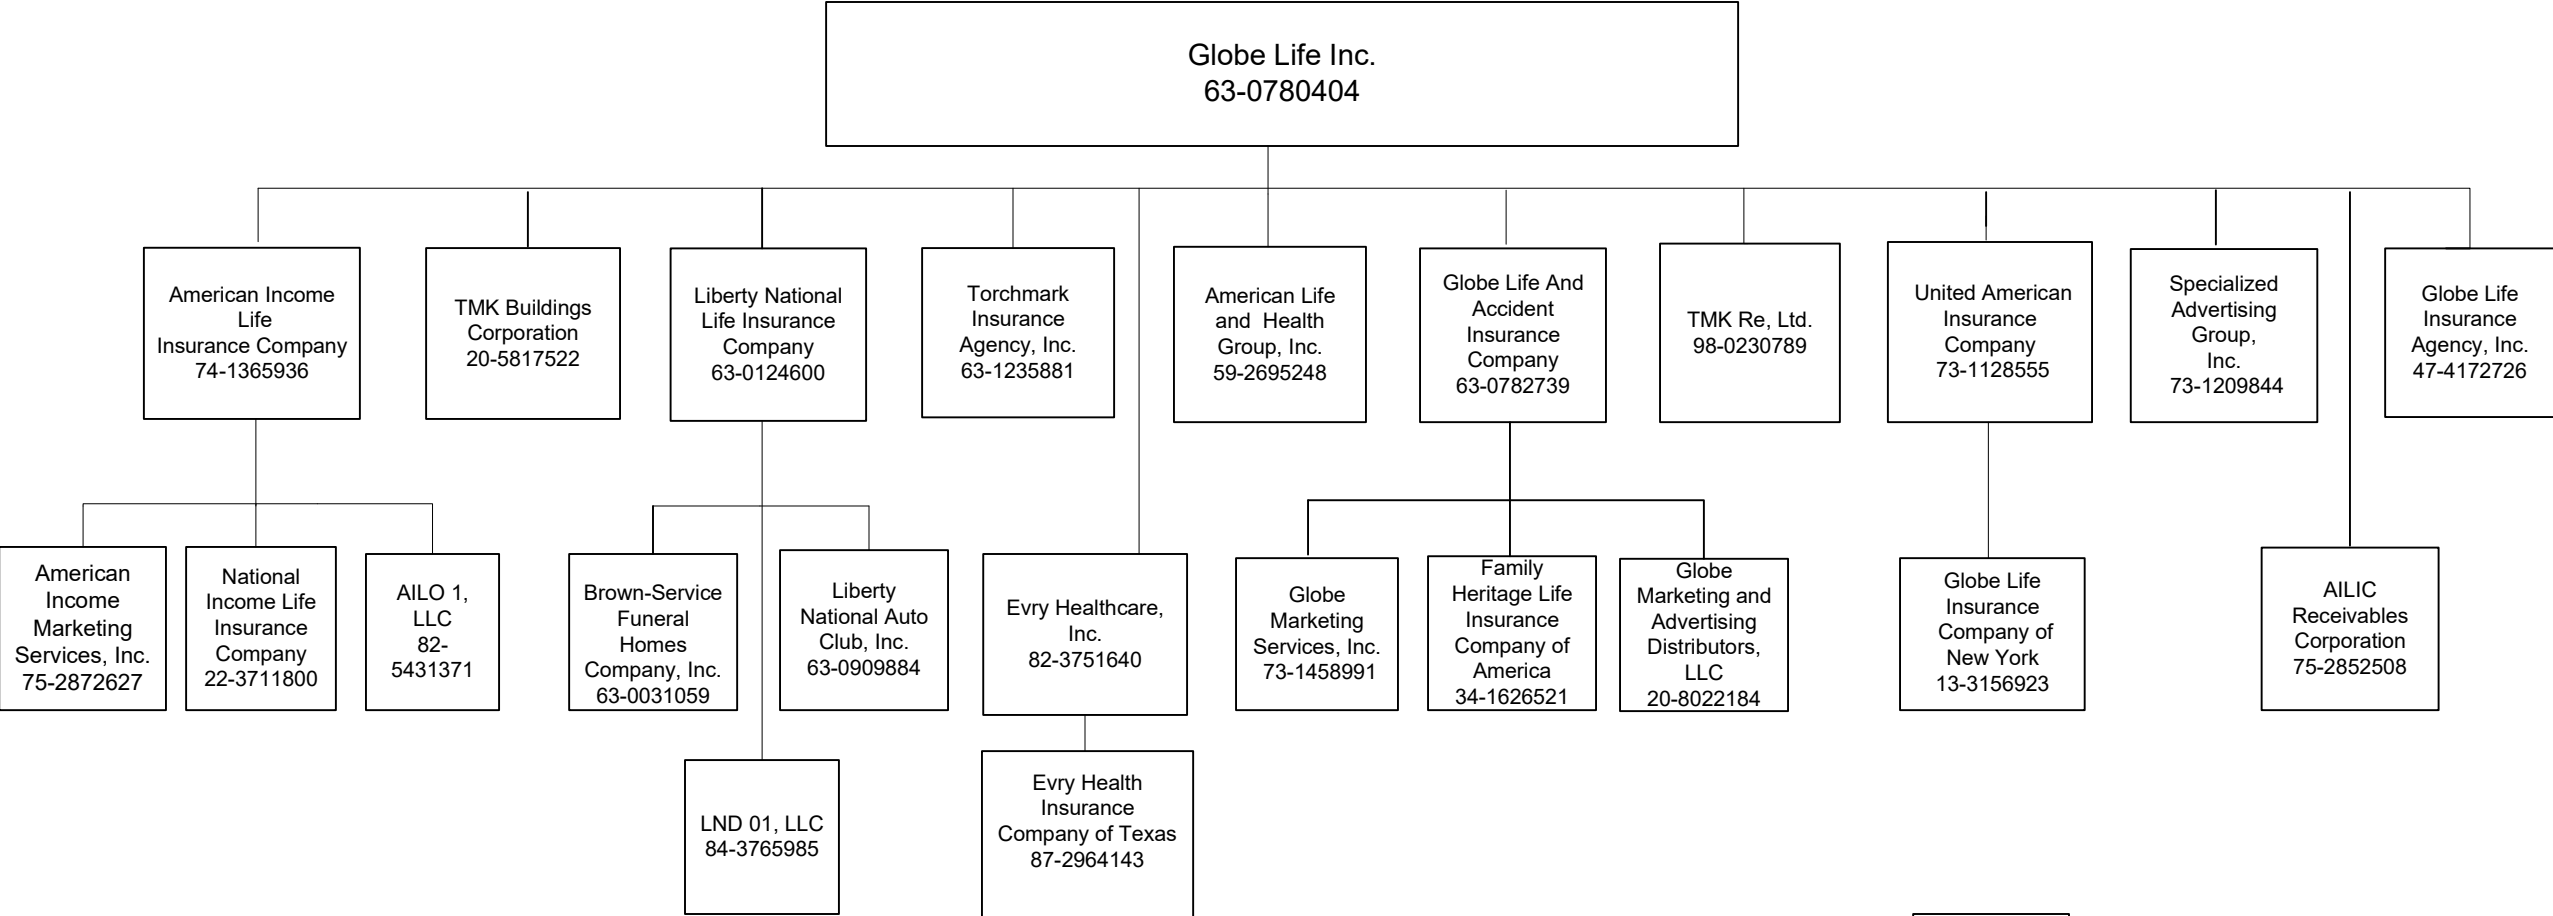 Globe Life Inc.
63-0780404
American Income
Life
Insurance Company
74-1365936
TMK Buildings
Corporation
20-5817522
Liberty National
Life Insurance
Company
63-0124600
Torchmark
Insurance
Agency, Inc.
63-1235881
American Life
and Health
Group, Inc.
59-2695248
Globe Life And
Accident
Insurance
Company
63-0782739
TMK Re, Ltd.
98-0230789
United American
Insurance
Company
73-1128555
Specialized
Advertising
Group,
Inc.
73-1209844
Globe Life
Insurance
Agency, Inc.
47-4172726
American
Income
Marketing
Services, Inc.
75-2872627
National
Income Life
Insurance
Company
22-3711800
AILO 1,
LLC
82-
5431371
Brown-Service
Funeral
Homes
Company, Inc.
63-0031059
Liberty
National Auto
Club, Inc.
63-0909884
Evry Healthcare,
Inc.
82-3751640
Globe
Marketing
Services, Inc.
73-1458991
Family
Heritage Life
Insurance
Company of
America
34-1626521
Globe
Marketing and
Advertising
Distributors,
LLC
20-8022184
Globe Life
Insurance
Company of
New York
13-3156923
AILIC
Receivables
Corporation
75-2852508
LND 01, LLC
84-3765985
Evry Health
Insurance
Company of Texas
87-2964143